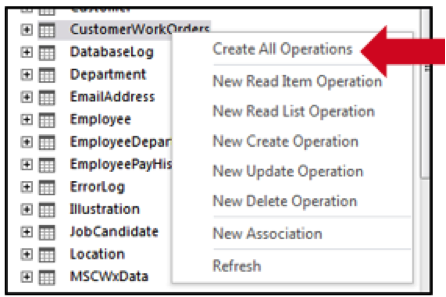 Customer
CustomerWorkOrders
DatabaseLog
Department
EmailAddress
Employee
EmployeeDepar
EmployeePayHis
ErrorLog
Illustration
JobCandidate
Location
MSCWxData
Create All Operations
New Read Item Operation
New Read List Operation
New Create Operation
New Update Operation
New Delete Operation
New Association
Refresh